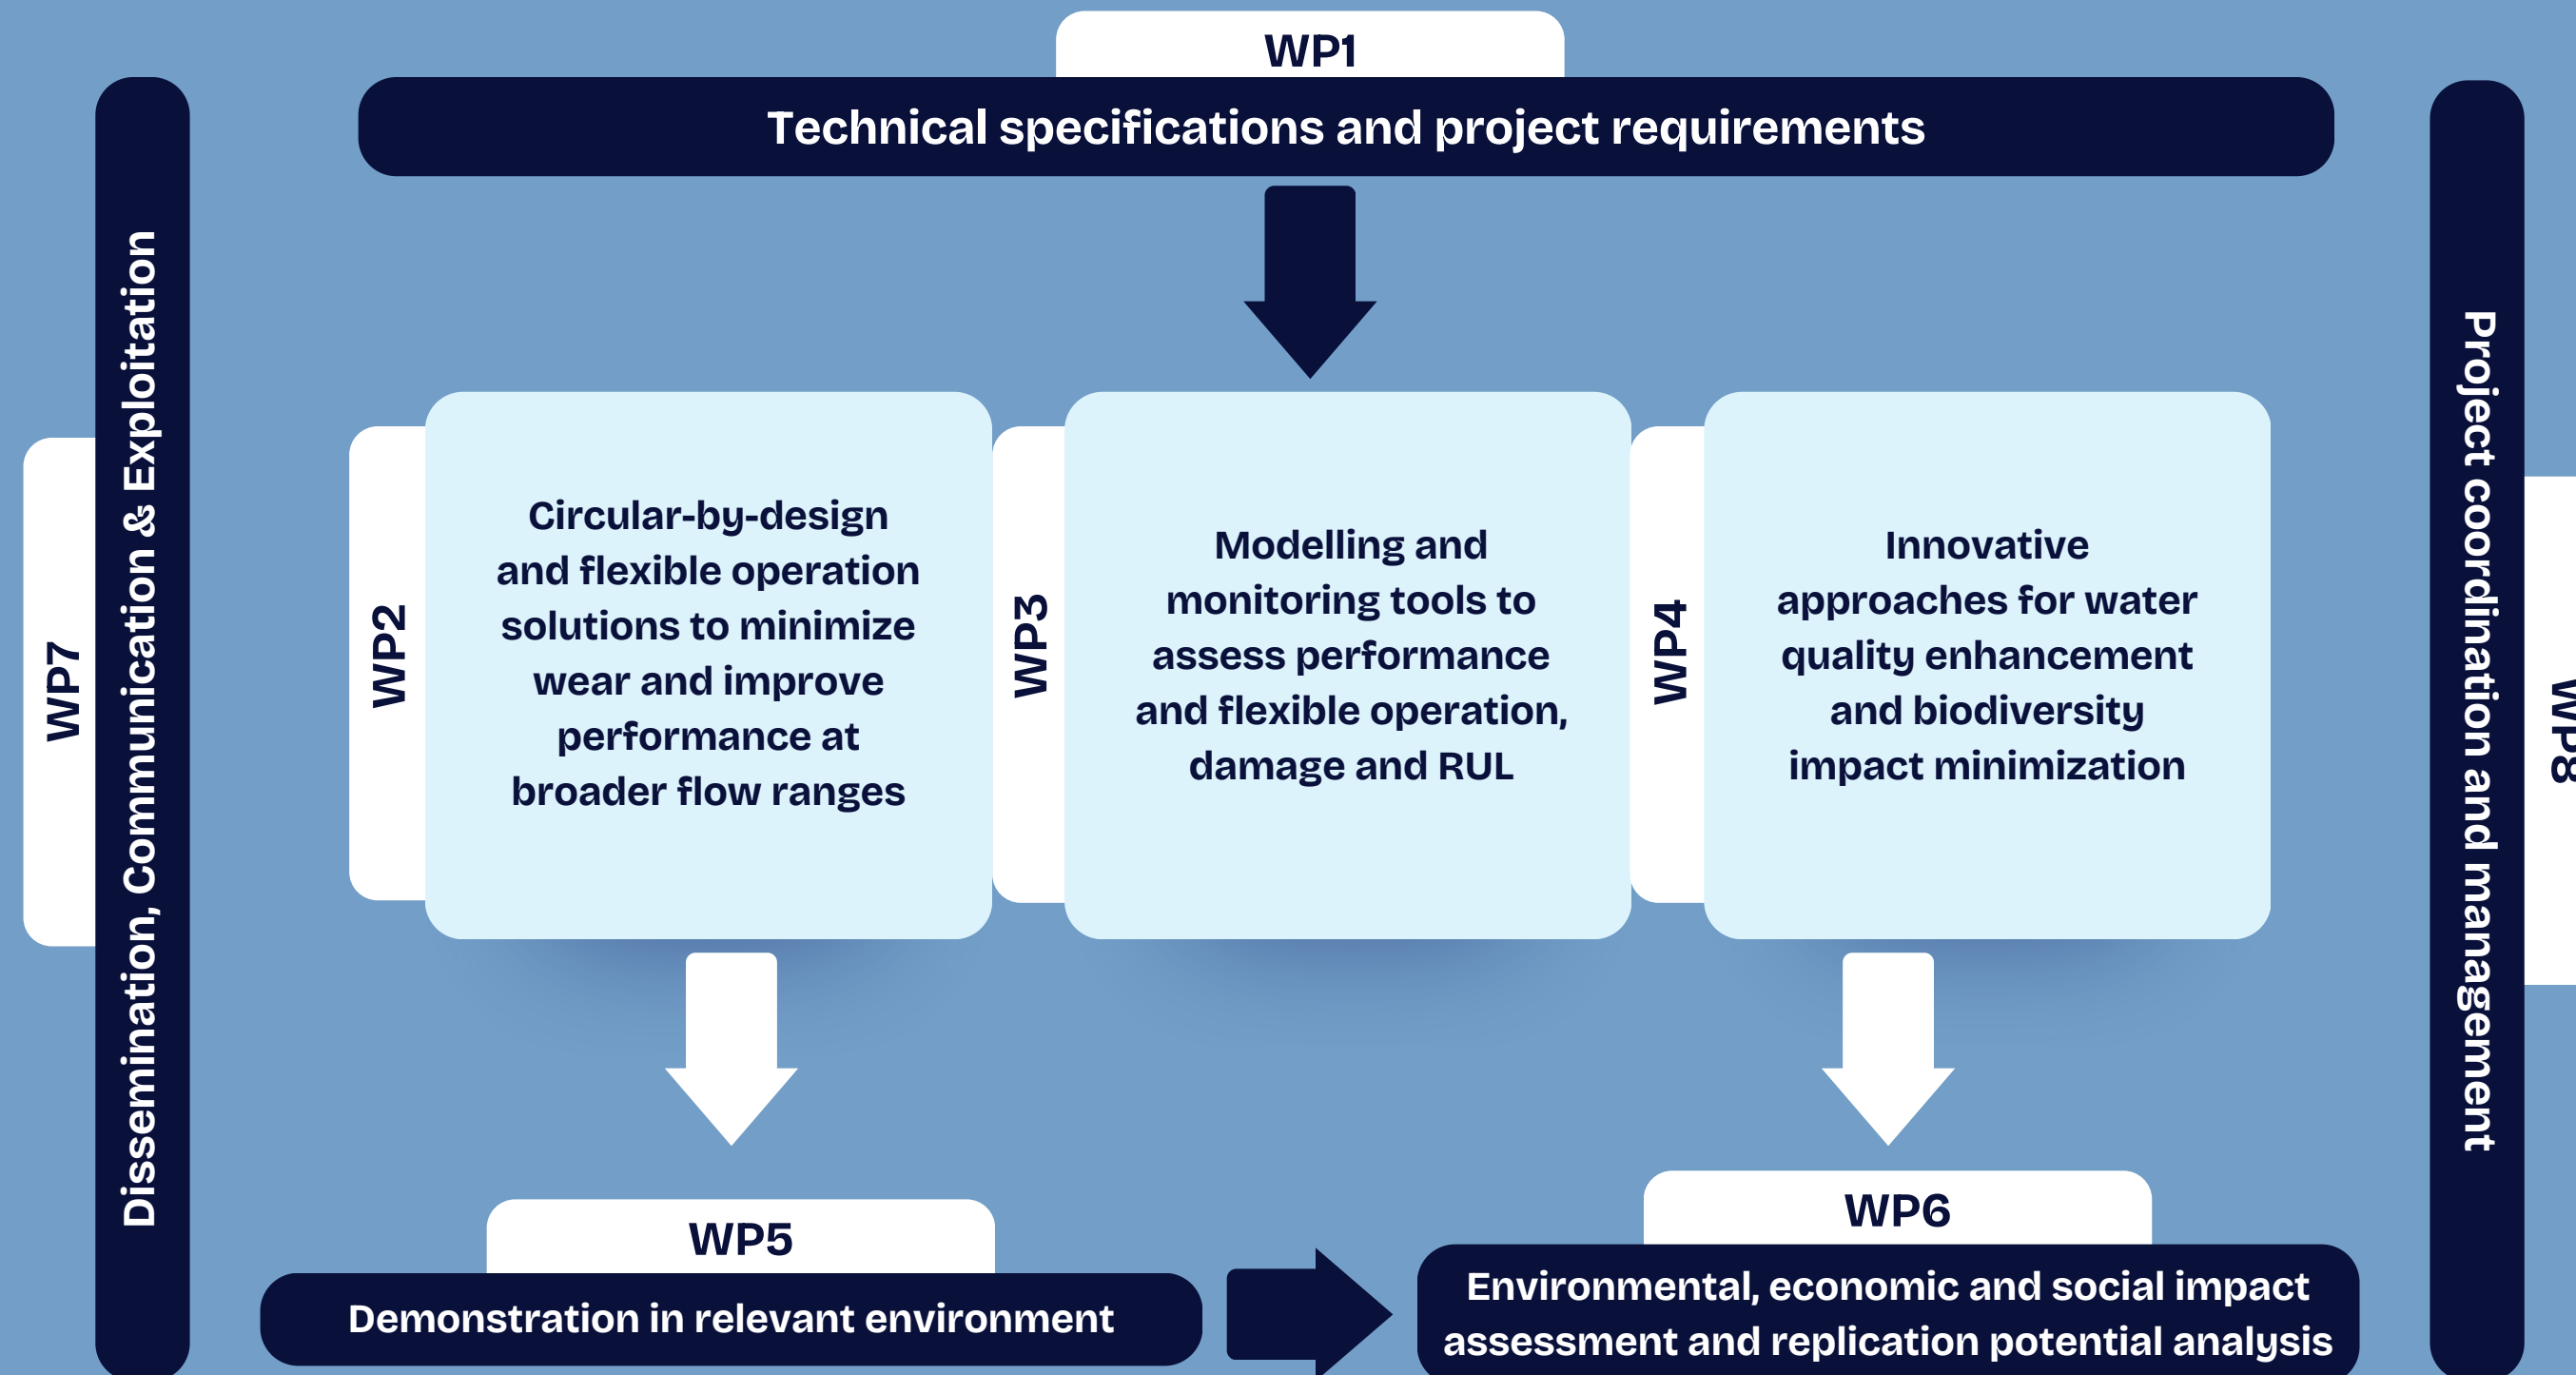 WP1
Technical specifications and project requirements
WP7
Dissemination, Communication & Exploitation
WP2
Circular-by-design
and flexible operation
solutions to minimize
wear and improve
performance at
broader flow ranges
WP3
Modelling and
monitoring tools to
assess performance
and flexible operation,
damage and RUL
WP4
Innovative
approaches for water
quality enhancement
and biodiversity
impact minimization
Project coordination and management
WP8
WP5
Demonstration in relevant environment
WP6
Environmental, economic and social impact
assessment and replication potential analysis